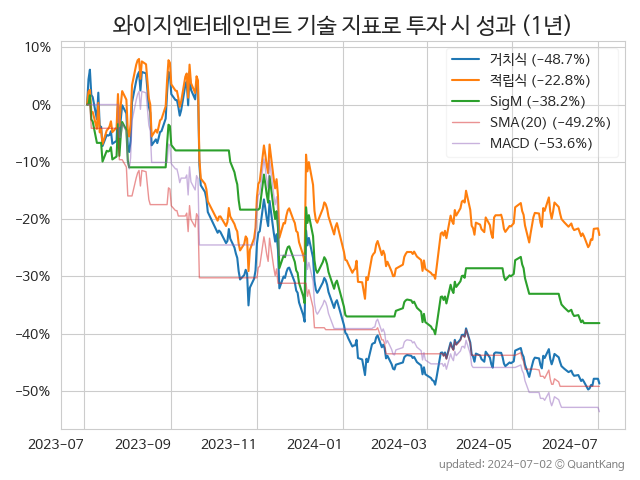 와이지엔터테인먼트 기술 지표로 투자 시 성과 (1년)
10%
0%
−10%
−20%
−30%
−40%
−50%
거치식 (−48.7%)
적립식 (−22.8%)
SigM (−38.2%)
SMA(20) (−49.2%)
MACD (−53.6%)
2023-07
2023-09
2023-11
2024-01
2024-03
2024-05
2024-07
updated: 2024-07-02 © QuantKang